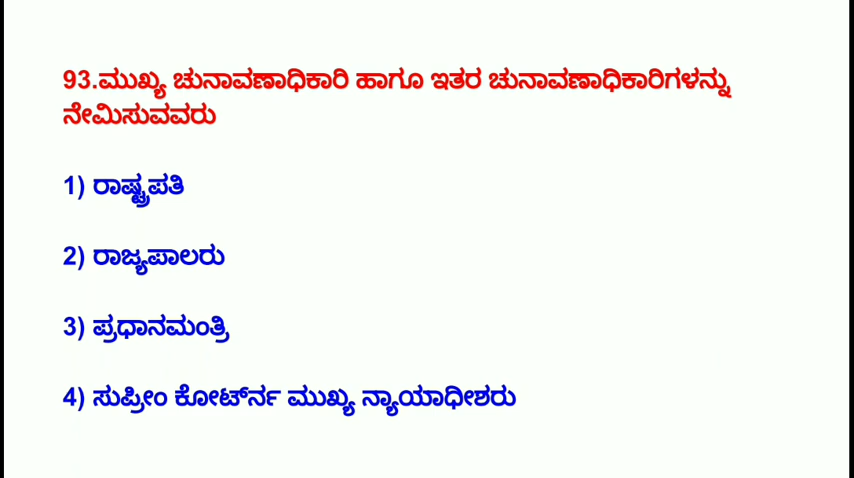 93.ಮುಖ್ಯ ಚುನಾವಣಾಧಿಕಾರಿ ಹಾಗೂ ಇತರ ಚುನಾವಣಾಧಿಕಾರಿಗಳನ್ನು
ನೇಮಿಸುವವರು
1) ರಾಷ್ಟ್ರಪತಿ
2) ರಾಜ್ಯಪಾಲರು
3) ಪ್ರಧಾನಮಂತ್ರಿ
4) ಸುಪ್ರೀಂ ಕೋರ್ಟ್‌ನ ಮುಖ್ಯ ನ್ಯಾಯಾಧೀಶರು